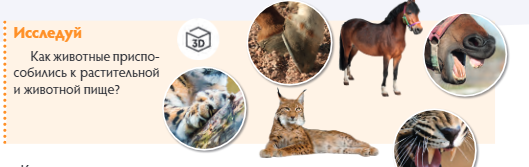 Исследуй
3D
Как животные приспо-
собились к растительной
и животной пище?